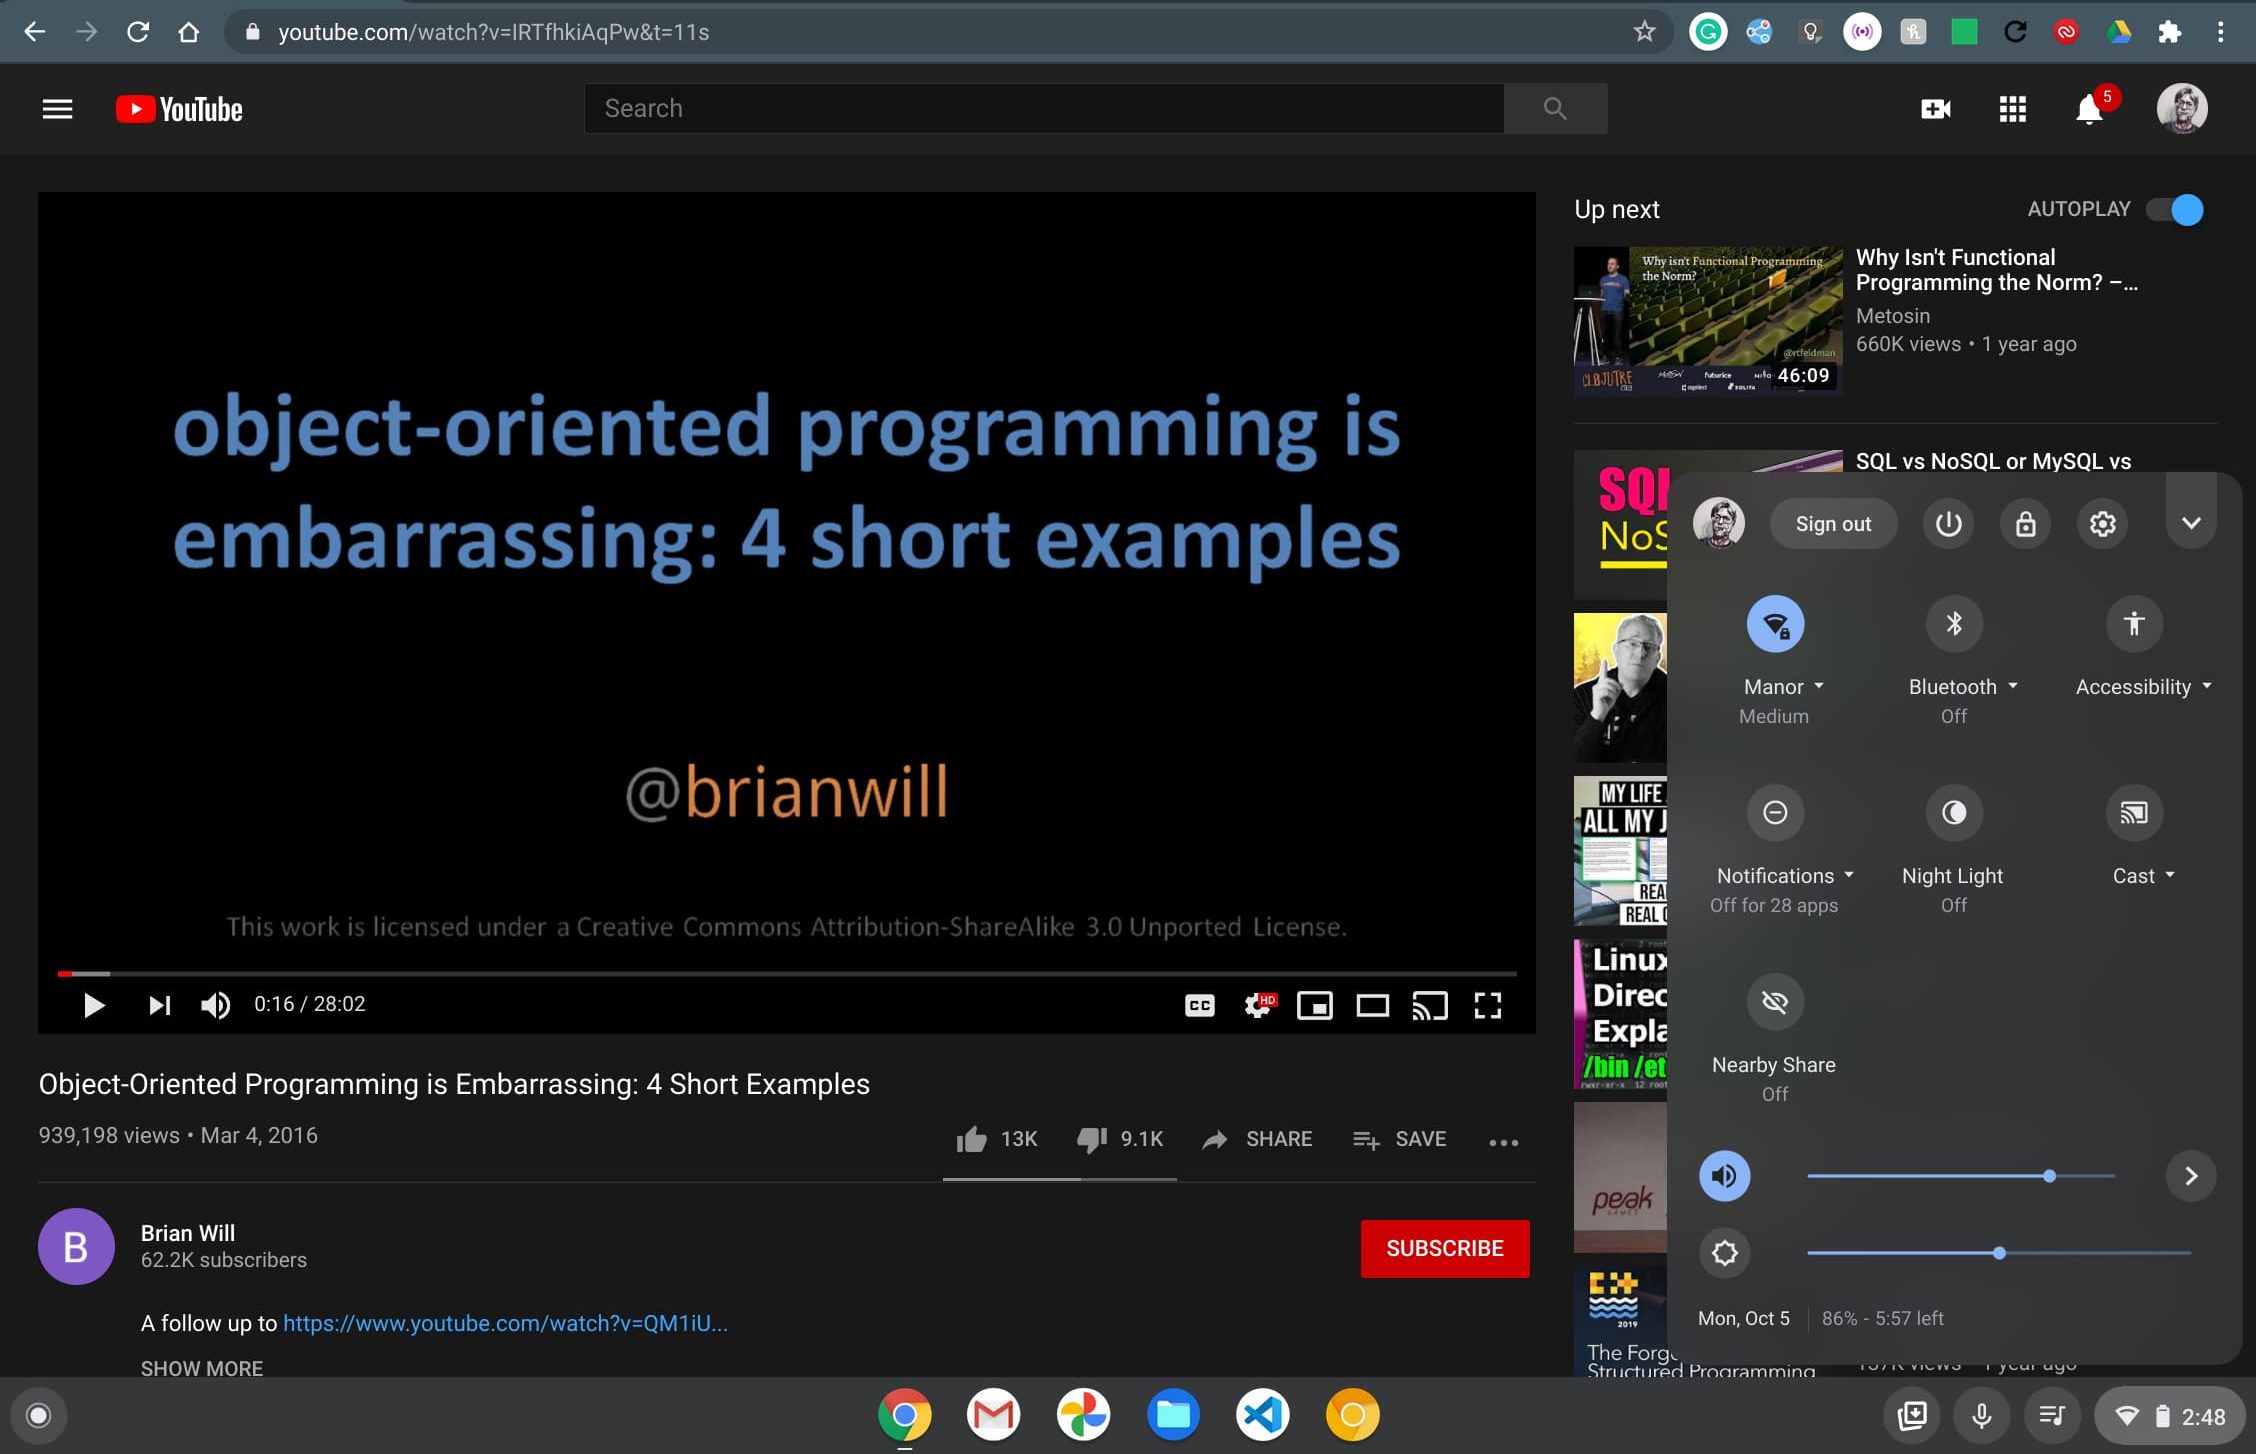 youtube.com/watch?v=IRTfhkiAqPw&t=11s
YouTube
Search
5
object-oriented programming is
embarrassing: 4 short examples
@brianwill
This work is licensed under a Creative Commons Attribution-ShareAlike 3.0 Unported License.
0:16 / 28:02
CC
HD
Object-Oriented Programming is Embarrassing: 4 Short Examples
939,198 views • Mar 4, 2016
13K
9.1K
SHARE
SAVE
B
Brian Will
62.2K subscribers
SUBSCRIBE
A follow up to https://www.youtube.com/watch?v=QM1iU...
SHOW MORE
Up next
AUTOPLAY
Why isn't Functional Programming
the Norm?
@rtfeldman
CLOJUTRE
futurice
SOLITA
46:09
Why Isn't Functional
Programming the Norm? –...
Metosin
660K views • 1 year ago
SQL vs NoSQL or MySQL vs
NoS
MY LIFE
ALL MY J
REA
REAL
Linux
Direc
Expla
/bin /et
peak
GAMES
2019
The Forg
Structured Programming
Sign out
Manor
Medium
Bluetooth
Off
Accessibility
Notifications
Off for 28 apps
Night Light
Off
Cast
Nearby Share
Off
Mon, Oct 5
86% - 5:57 left
2:48